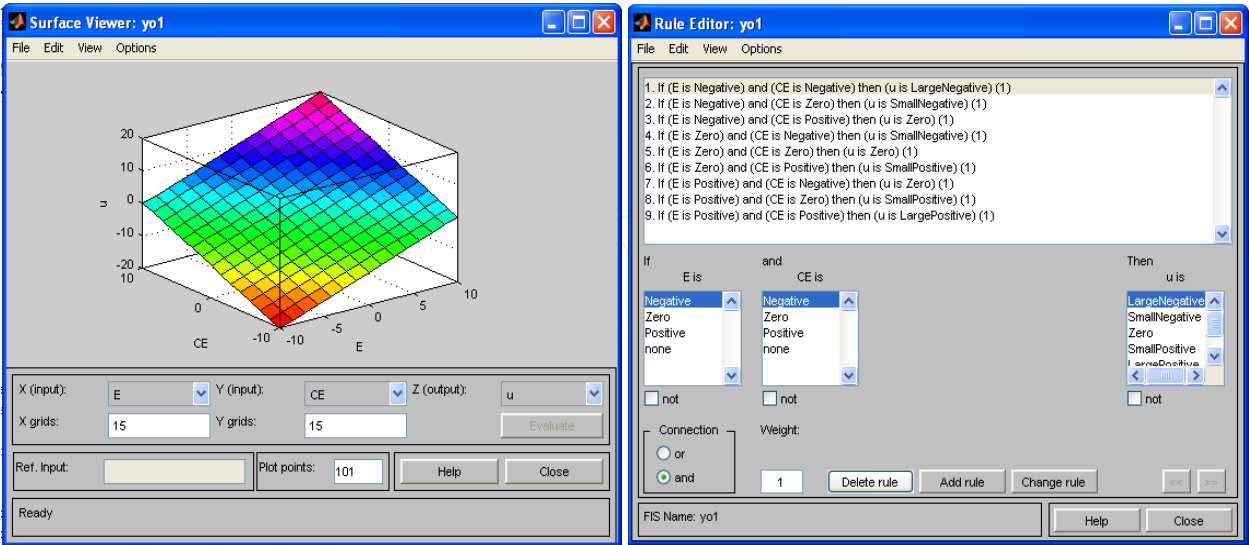 Surface Viewer: yo1
File Edit View Options
20
10
0
-10
-20
u
10
0
-10
CE
-10
-5
0
5
10
E
X (input): E Y (input): CE Z (output): u
X grids: 15 Y grids: 15 Evaluate
Ref. Input: Plot points: 101 Help Close
Ready
Rule Editor: yo1
File Edit View Options
1. If (E is Negative) and (CE is Negative) then (u is LargeNegative) (1)
2. If (E is Negative) and (CE is Zero) then (u is SmallNegative) (1)
3. If (E is Negative) and (CE is Positive) then (u is Zero) (1)
4. If (E is Zero) and (CE is Negative) then (u is SmallNegative) (1)
5. If (E is Zero) and (CE is Zero) then (u is Zero) (1)
6. If (E is Zero) and (CE is Positive) then (u is SmallPositive) (1)
7. If (E is Positive) and (CE is Negative) then (u is Zero) (1)
8. If (E is Positive) and (CE is Zero) then (u is SmallPositive) (1)
9. If (E is Positive) and (CE is Positive) then (u is LargePositive) (1)
If and Then
E is CE is u is
Negative Negative LargeNegative
Zero Zero SmallNegative
Positive Positive Zero
none none SmallPositive
LargePositive
not not not
Connection Weight:
or
and 1 Delete rule Add rule Change rule << >>
FIS Name: yo1 Help Close